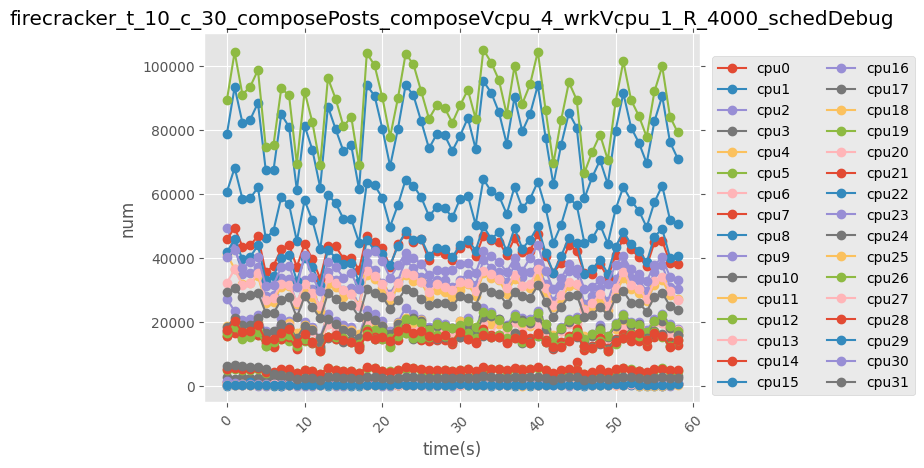 firecracker_t_10_c_30_composePosts_composeVcpu_4_wrkVcpu_1_R_4000_schedDebug
100000
80000
60000
40000
20000
0
num
0
10
20
30
40
50
60
time(s)
cpu0
cpu1
cpu2
cpu3
cpu4
cpu5
cpu6
cpu7
cpu8
cpu9
cpu10
cpu11
cpu12
cpu13
cpu14
cpu15
cpu16
cpu17
cpu18
cpu19
cpu20
cpu21
cpu22
cpu23
cpu24
cpu25
cpu26
cpu27
cpu28
cpu29
cpu30
cpu31